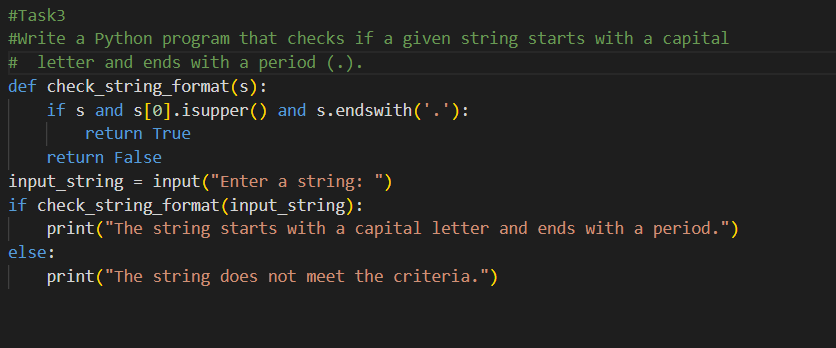 #Task3
#Write a Python program that checks if a given string starts with a capital
#  letter and ends with a period (.).
def check_string_format(s):
    if s and s[0].isupper() and s.endswith('.'):
        return True
    return False
input_string = input("Enter a string: ")
if check_string_format(input_string):
    print("The string starts with a capital letter and ends with a period.")
else:
    print("The string does not meet the criteria.")